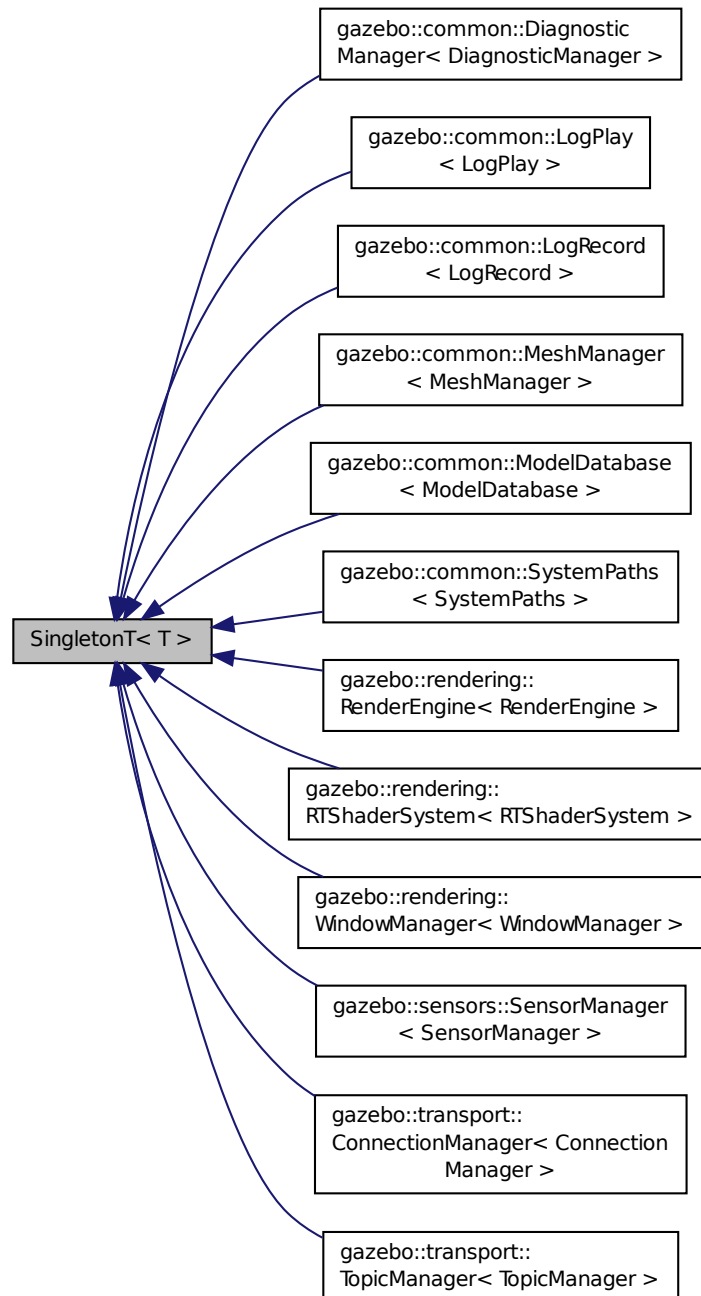 gazebo::common::Diagnostic
Manager< DiagnosticManager >
gazebo::common::LogPlay
< LogPlay >
gazebo::common::LogRecord
< LogRecord >
gazebo::common::MeshManager
< MeshManager >
gazebo::common::ModelDatabase
< ModelDatabase >
gazebo::common::SystemPaths
< SystemPaths >
SingletonT< T >
gazebo::rendering::
RenderEngine< RenderEngine >
gazebo::rendering::
RTShaderSystem< RTShaderSystem >
gazebo::rendering::
WindowManager< WindowManager >
gazebo::sensors::SensorManager
< SensorManager >
gazebo::transport::
ConnectionManager< Connection
Manager >
gazebo::transport::
TopicManager< TopicManager >